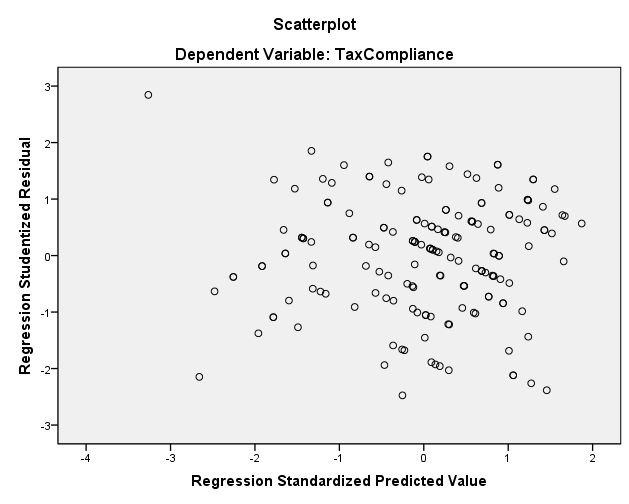 Scatterplot
Dependent Variable: TaxCompliance
Regression Studentized Residual
3
2
1
0
-1
-2
-3
-4 -3 -2 -1 0 1 2
Regression Standardized Predicted Value